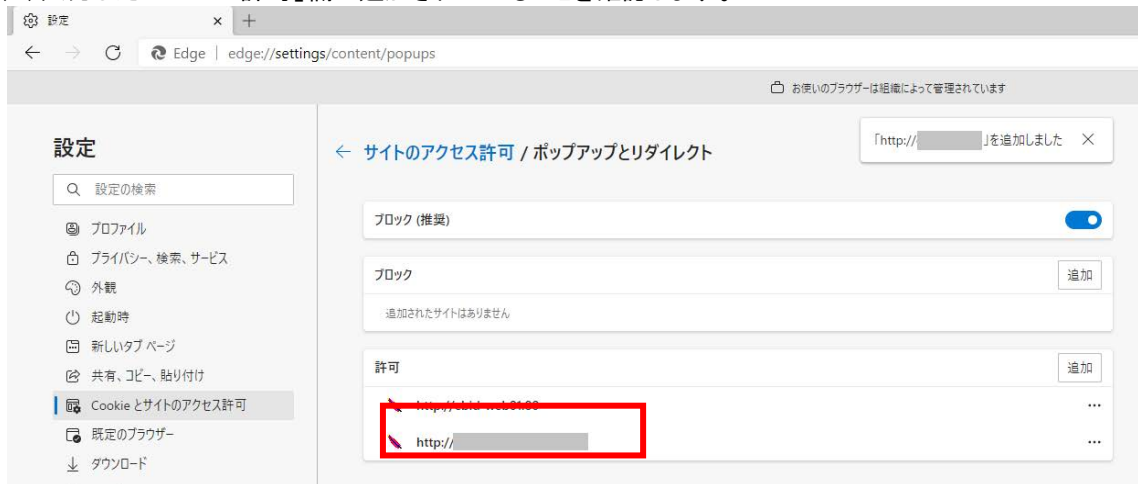 設定
Edge | edge://settings/content/popups
お使いのブラウザーは組織によって管理されています
設定
設定の検索
プロファイル
プライバシー、検索、サービス
外観
起動時
新しいタブ ページ
共有、コピー、貼り付け
Cookie とサイトのアクセス許可
既定のブラウザー
ダウンロード
サイトのアクセス許可 / ポップアップとリダイレクト
「http:// 」を追加しました
ブロック (推奨)
ブロック
追加
追加されたサイトはありません
許可
追加
http://